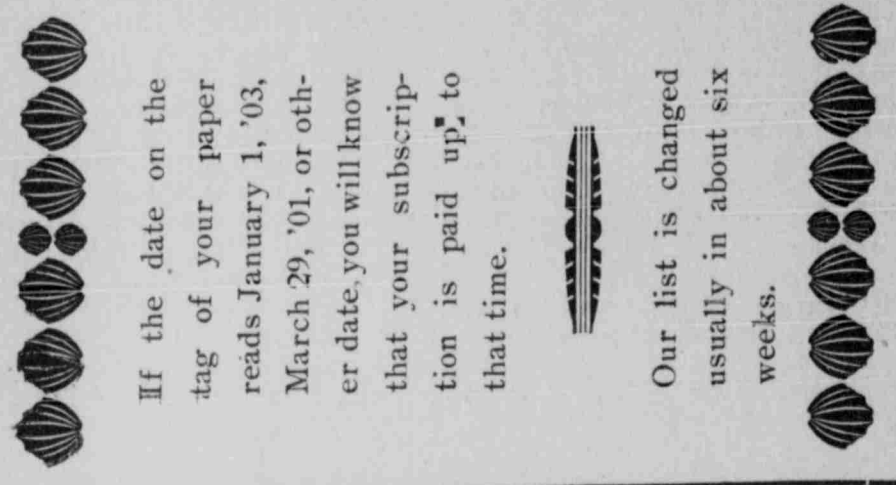 If the date on the
tag of your paper
reads January 1, '03,
March 29, '01, or oth-
er date, you will know
that your subscrip-
tion is paid up to
that time.
Our list is changed
usually in about six
weeks.